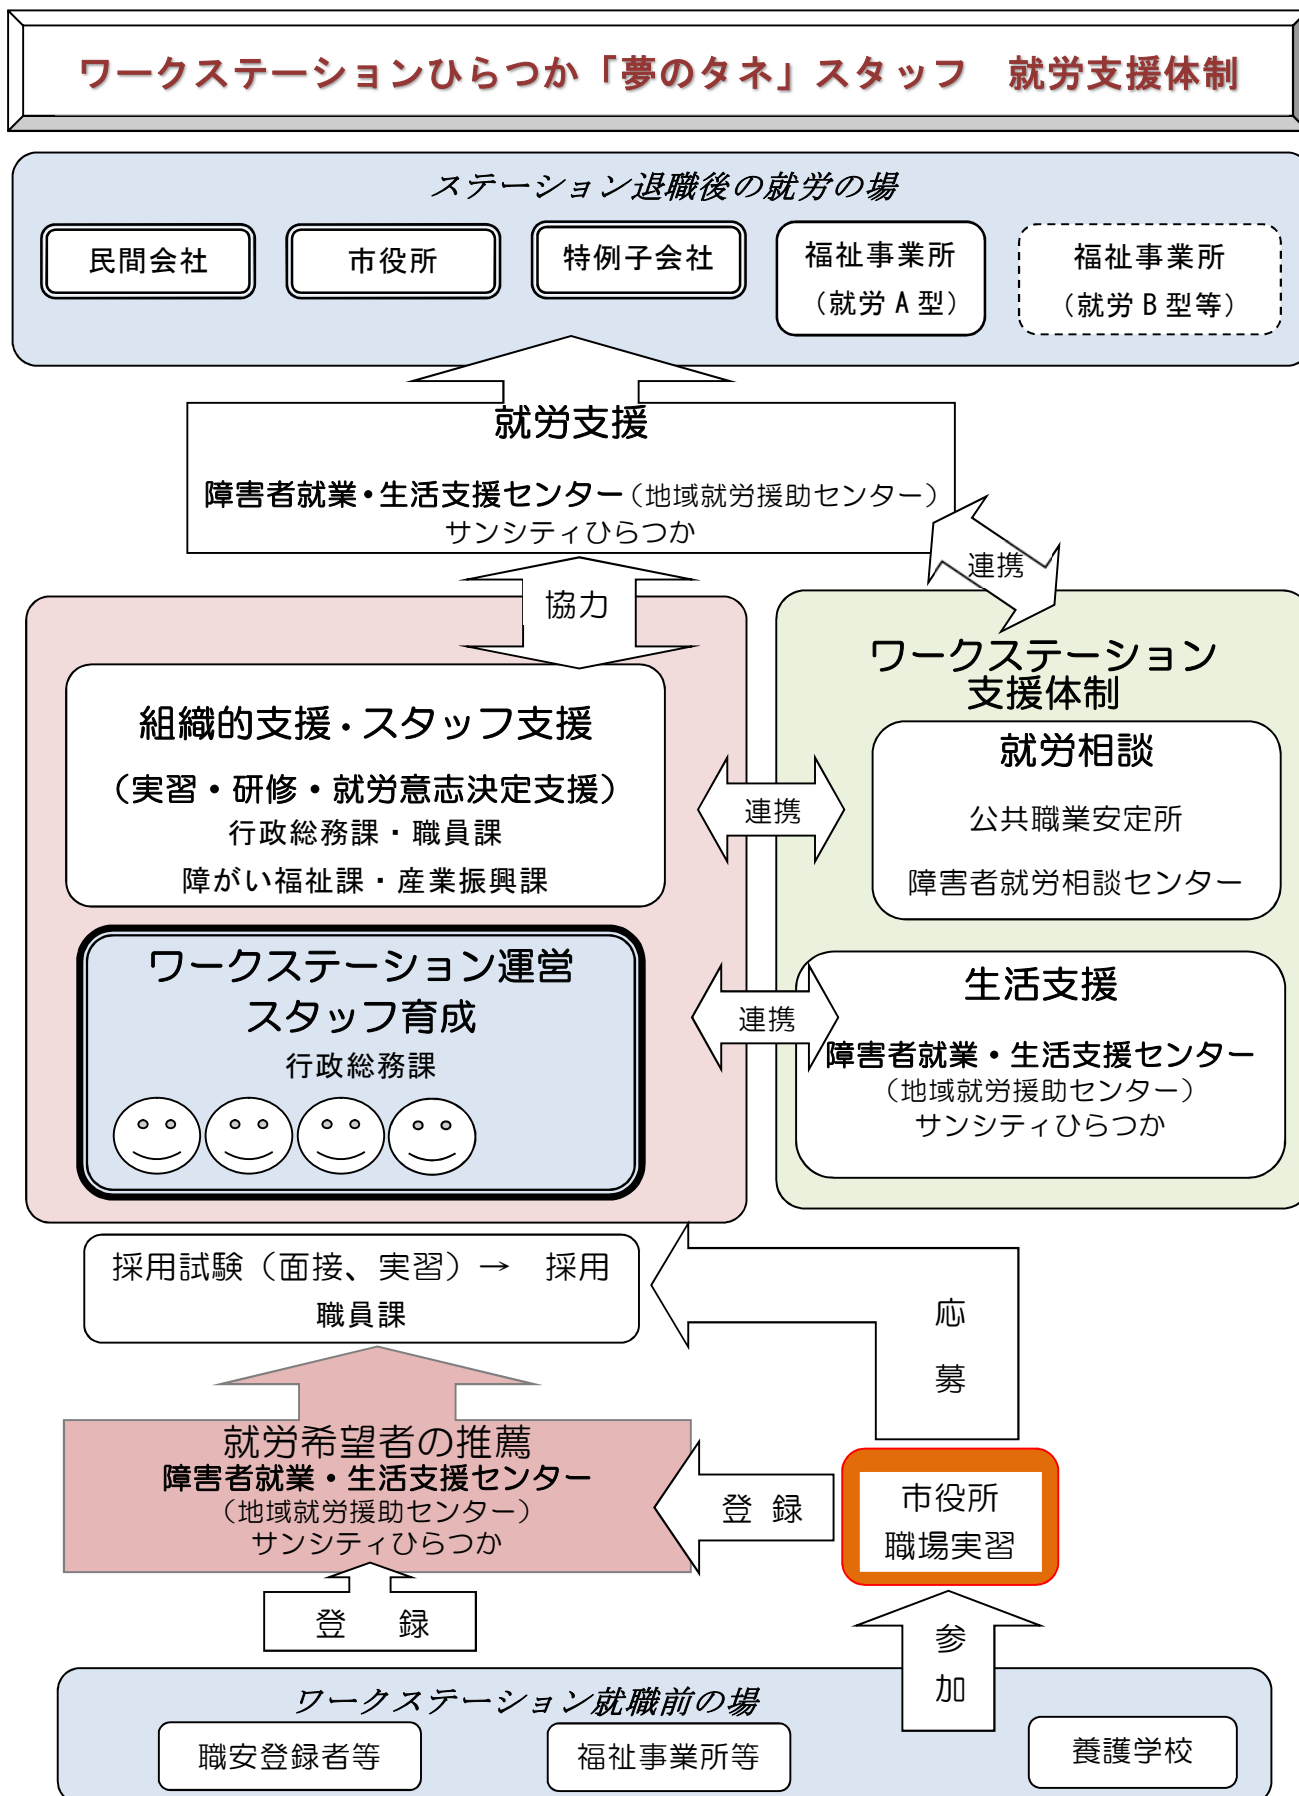 ワークステーションひらつか「夢のタネ」スタッフ　就労支援体制
ステーション退職後の就労の場
民間会社
市役所
特例子会社
福祉事業所
（就労A型）
福祉事業所
（就労B型等）
就労支援
障害者就業・生活支援センター（地域就労援助センター）
サンシティひらつか
連携
協力
組織的支援・スタッフ支援
（実習・研修・就労意志決定支援）
行政総務課・職員課
障がい福祉課・産業振興課
ワークステーション運営
スタッフ育成
行政総務課
連携
連携
ワークステーション
支援体制
就労相談
公共職業安定所
障害者就労相談センター
生活支援
障害者就業・生活支援センター
（地域就労援助センター）
サンシティひらつか
採用試験（面接、実習）→　採用
職員課
応
募
就労希望者の推薦
障害者就業・生活支援センター
（地域就労援助センター）
サンシティひらつか
登 録
市役所
職場実習
登　録
参
加
ワークステーション就職前の場
職安登録者等
福祉事業所等
養護学校